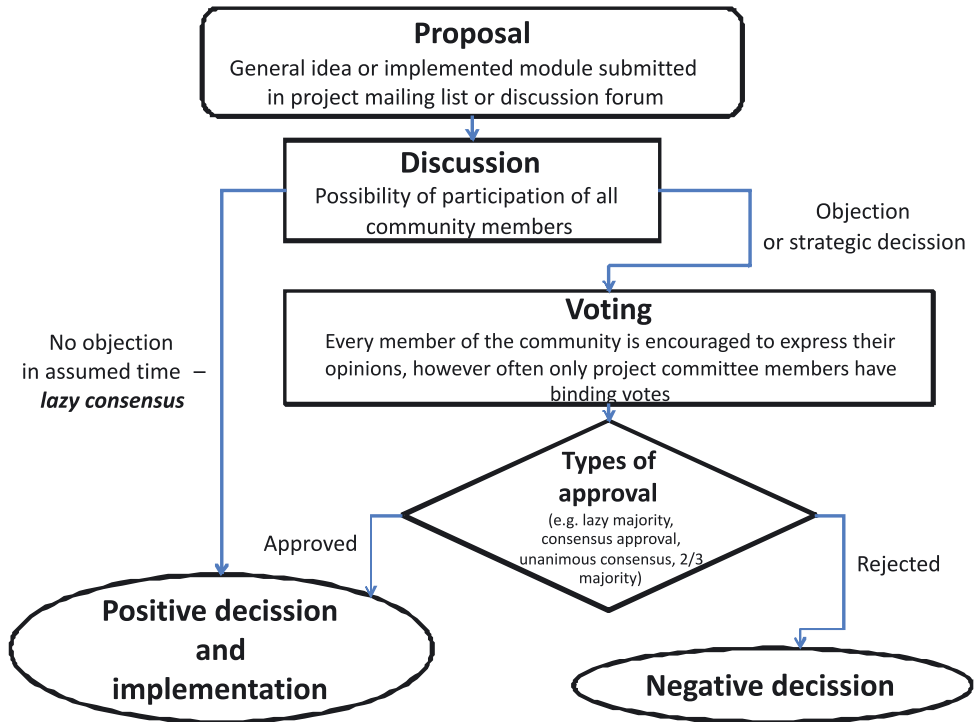 Proposal
General idea or implemented module submitted
in project mailing list or discussion forum
Discussion
Possibility of participation of all
community members
Objection
or strategic decission
Voting
Every member of the community is encouraged to express their
opinions, however often only project committee members have
binding votes
No objection
in assumed time –
lazy consensus
Types of
approval
(e.g. lazy majority,
consensus approval,
unanimous consensus, 2/3
majority)
Approved
Rejected
Positive decission
and
implementation
Negative decission